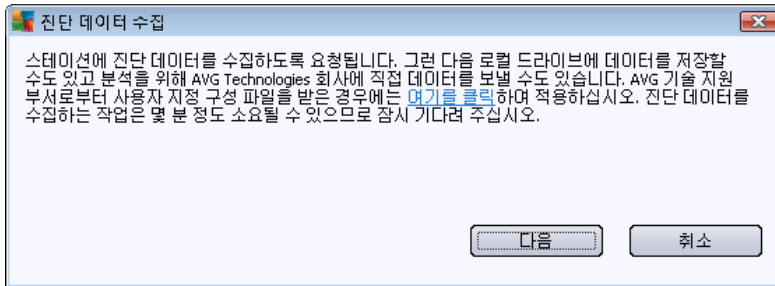 진단 데이터 수집
스테이션에 진단 데이터를 수집하도록 요청됩니다. 그런 다음 로컬 드라이브에 데이터를 저장할
수도 있고 분석을 위해 AVG Technologies 회사에 직접 데이터를 보낼 수도 있습니다. AVG 기술 지원
부서로부터 사용자 지정 구성 파일을 받은 경우에는 여기를 클릭하여 적용하십시오. 진단 데이터를
수집하는 작업은 몇 분 정도 소요될 수 있으므로 잠시 기다려 주십시오.
다음 취소